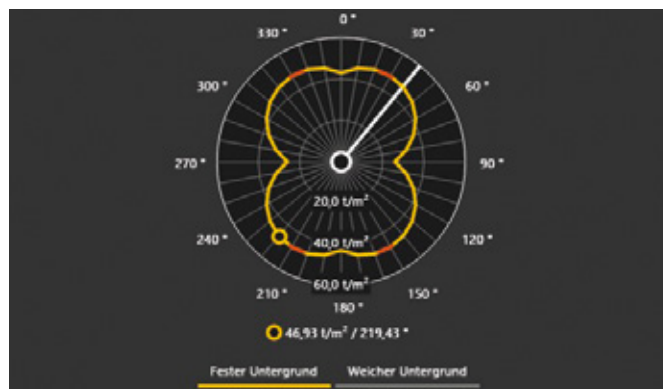 0 °
330 °
30 °
300 °
60 °
270 °
90 °
20,0 t/m²
240 °
40,0 t/m²
120 °
60,0 t/m²
210 °
150 °
180 °
46,93 t/m² / 219,43 °
Fester Untergrund
Weicher Untergrund